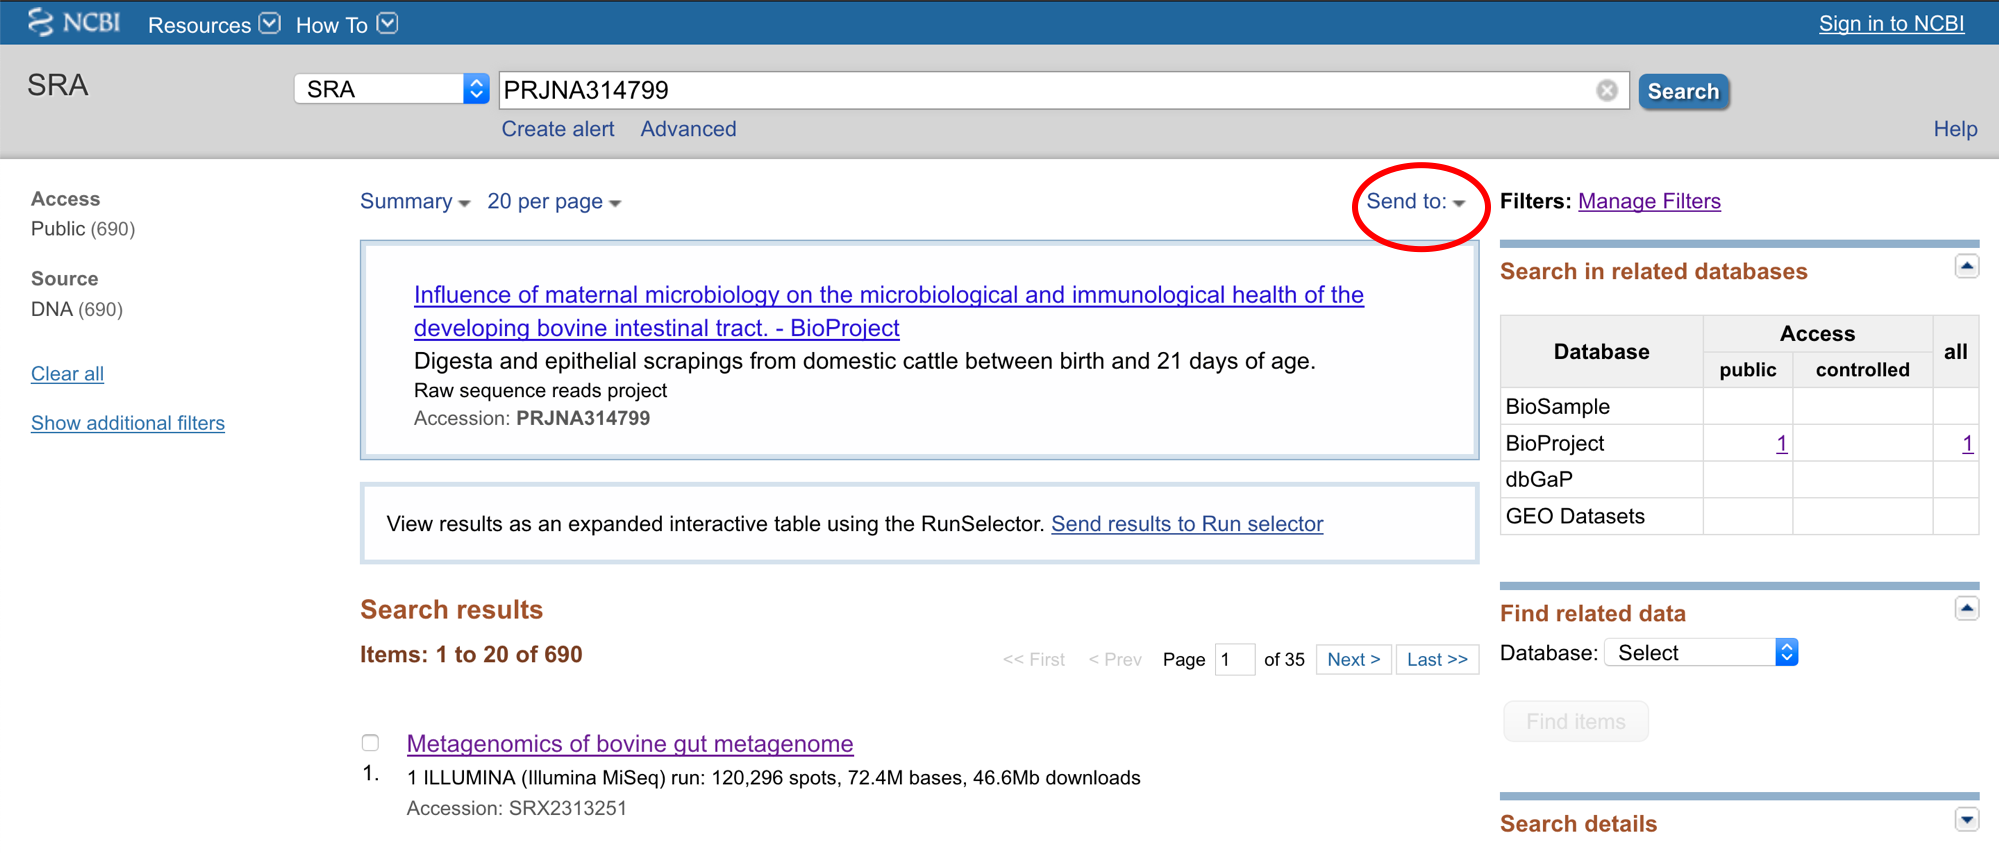 NCBI Resources How To Sign in to NCBI
SRA SRA PRJNA314799 Search
Create alert Advanced Help
Access
Public (690)
Source
DNA (690)
Clear all
Show additional filters
Summary 20 per page Send to:
Influence of maternal microbiology on the microbiological and immunological health of the
developing bovine intestinal tract. - BioProject
Digesta and epithelial scrapings from domestic cattle between birth and 21 days of age.
Raw sequence reads project
Accession: PRJNA314799
View results as an expanded interactive table using the RunSelector. Send results to Run selector
Search results
Items: 1 to 20 of 690
<< First < Prev Page 1 of 35 Next > Last >>
Metagenomics of bovine gut metagenome
1. 1 ILLUMINA (Illumina MiSeq) run: 120,296 spots, 72.4M bases, 46.6Mb downloads
Accession: SRX2313251
Filters: Manage Filters
Search in related databases
Database Access all
public controlled
BioSample
BioProject 1 1
dbGaP
GEO Datasets
Find related data
Database: Select
Find items
Search details